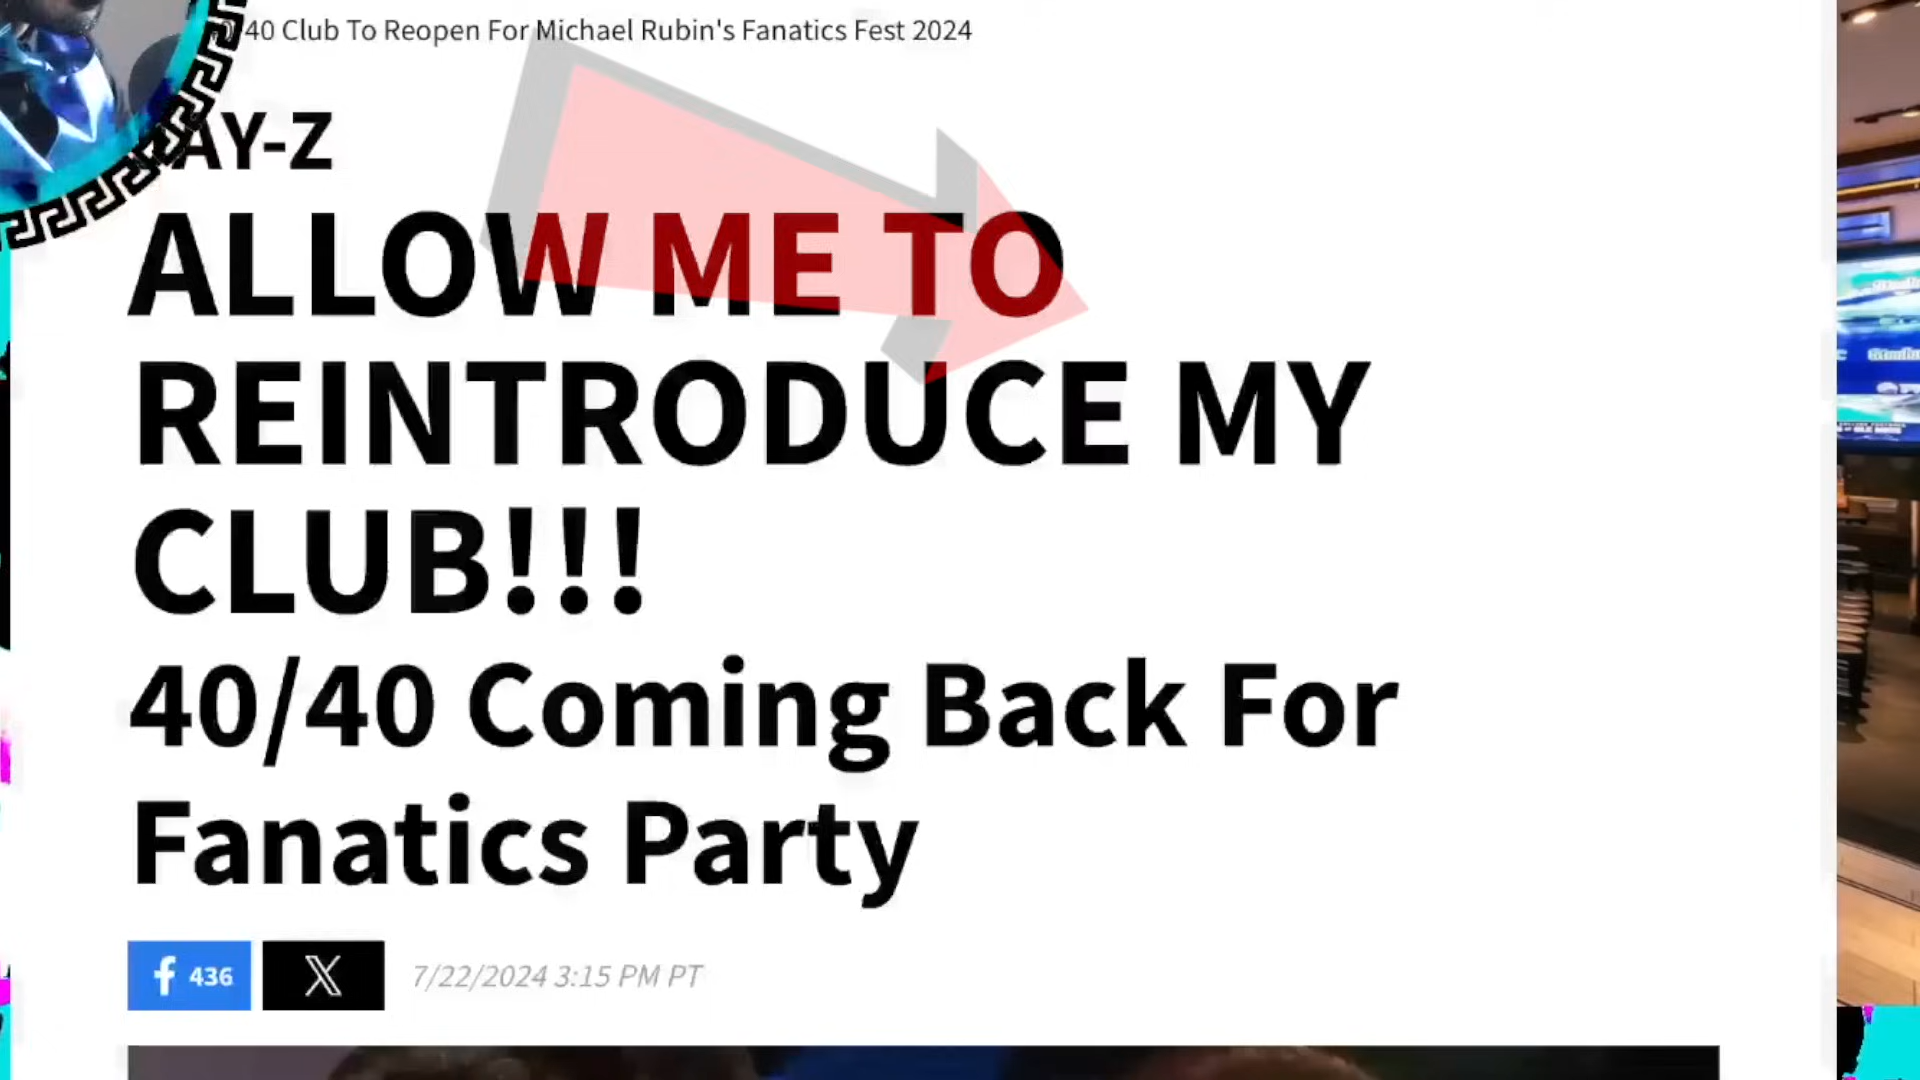 40 Club To Reopen For Michael Rubin's Fanatics Fest 2024
AY-Z
ALLOW ME TO
REINTRODUCE MY
CLUB!!!
40/40 Coming Back For
Fanatics Party
f 436 X 7/22/2024 3:15 PM PT